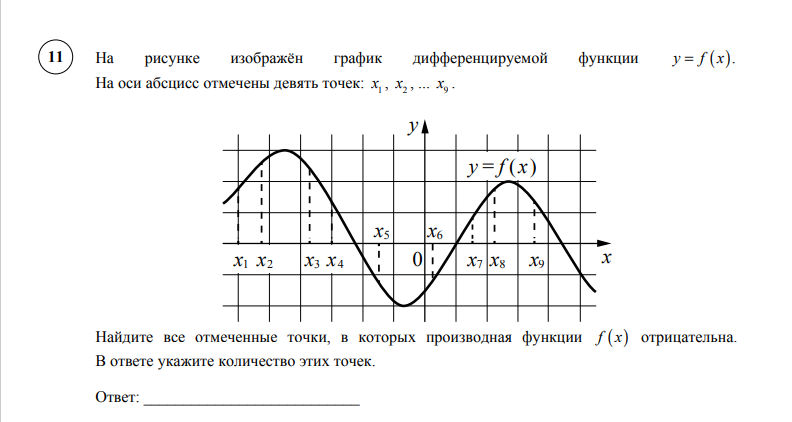 11
На рисунке изображён график дифференцируемой функции y = f(x).
На оси абсцисс отмечены девять точек: x₁, x₂, ... x₉.
y
y=f(x)
x₅ x₆
x₁ x₂ x₃ x₄ 0 x₇ x₈ x₉ x
Найдите все отмеченные точки, в которых производная функции f(x) отрицательна.
В ответе укажите количество этих точек.
Ответ: ___________________________